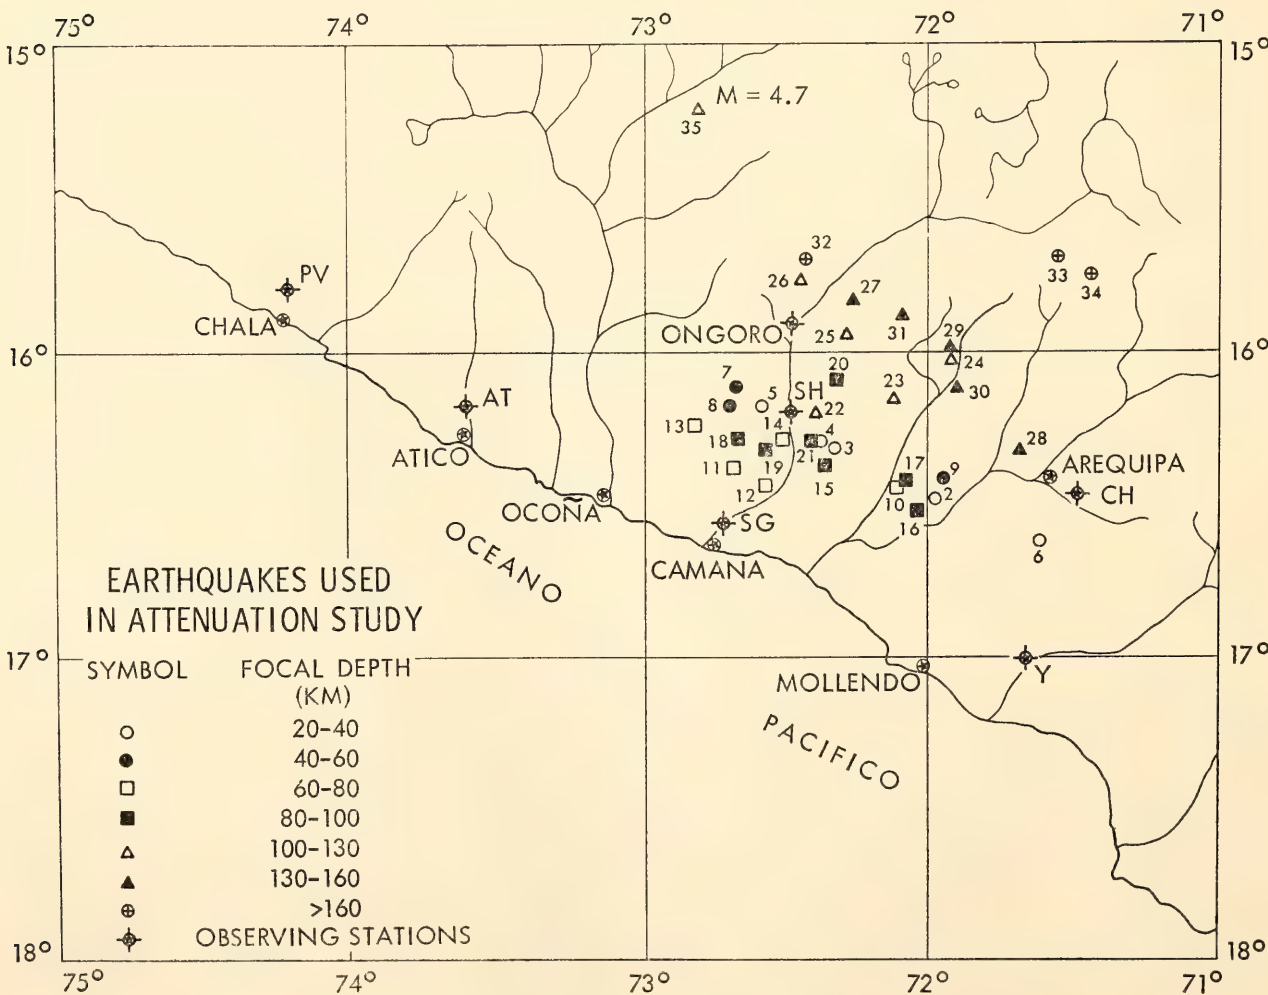 75° 74° 73° 72° 71°
15° 15°
M = 4.7
35
32
26
33
34
PV
27
CHALA
31
ONGORO
25
29
16° 16°
20
24
7
23
30
5
SH
8
22
AT
13
14
4
18
3
28
ATICO
21
17
9
AREQUIPA
11
19
15
CH
12
10
2
OCOÑA
16
SG
6
CAMANA
OCEANO
EARTHQUAKES USED
IN ATTENUATION STUDY
17° 17°
SYMBOL FOCAL DEPTH
(KM)
MOLLENDO
Y
20-40
PACIFICO
40-60
60-80
80-100
100-130
130-160
>160
OBSERVING STATIONS
18° 18°
75° 74° 73° 72° 71°